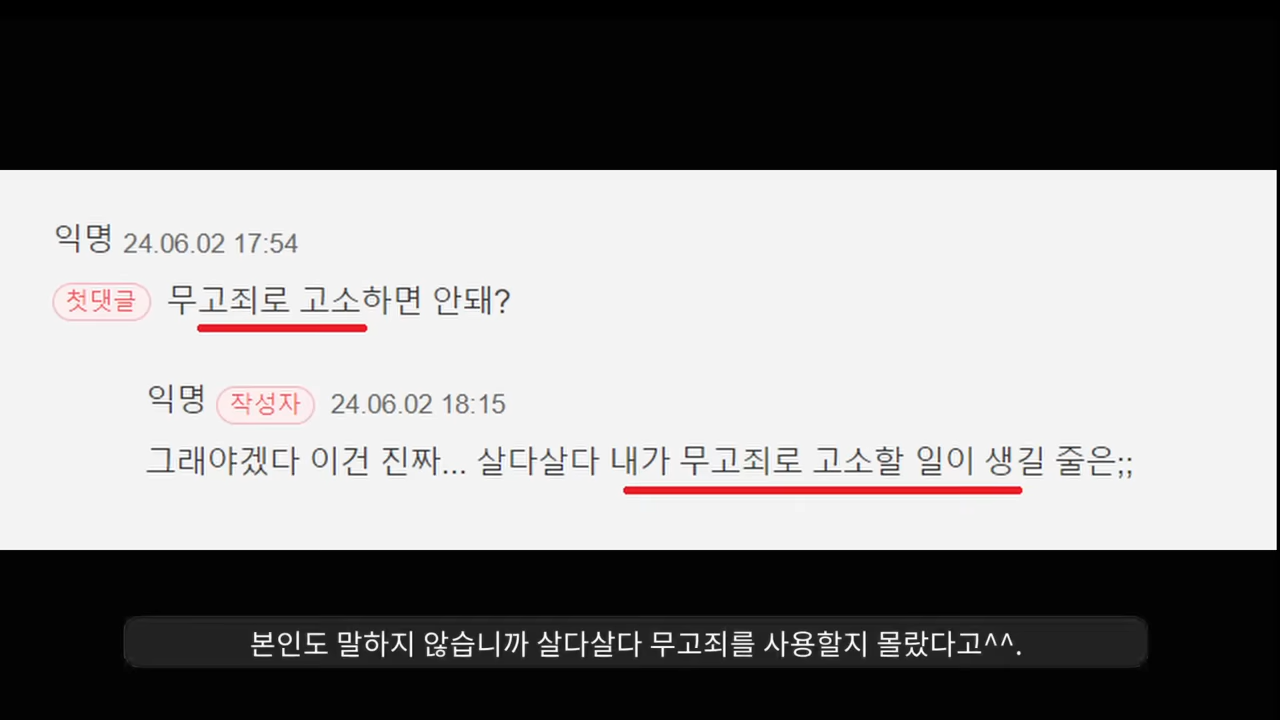 익명 24.06.02 17:54
첫댓글 무고죄로 고소하면 안돼?
익명 작성자 24.06.02 18:15
그래야겠다 이건 진짜... 살다살다 내가 무고죄로 고소할 일이 생길 줄은;;
본인도 말하지 않습니까 살다살다 무고죄를 사용할지 몰랐다고^^.